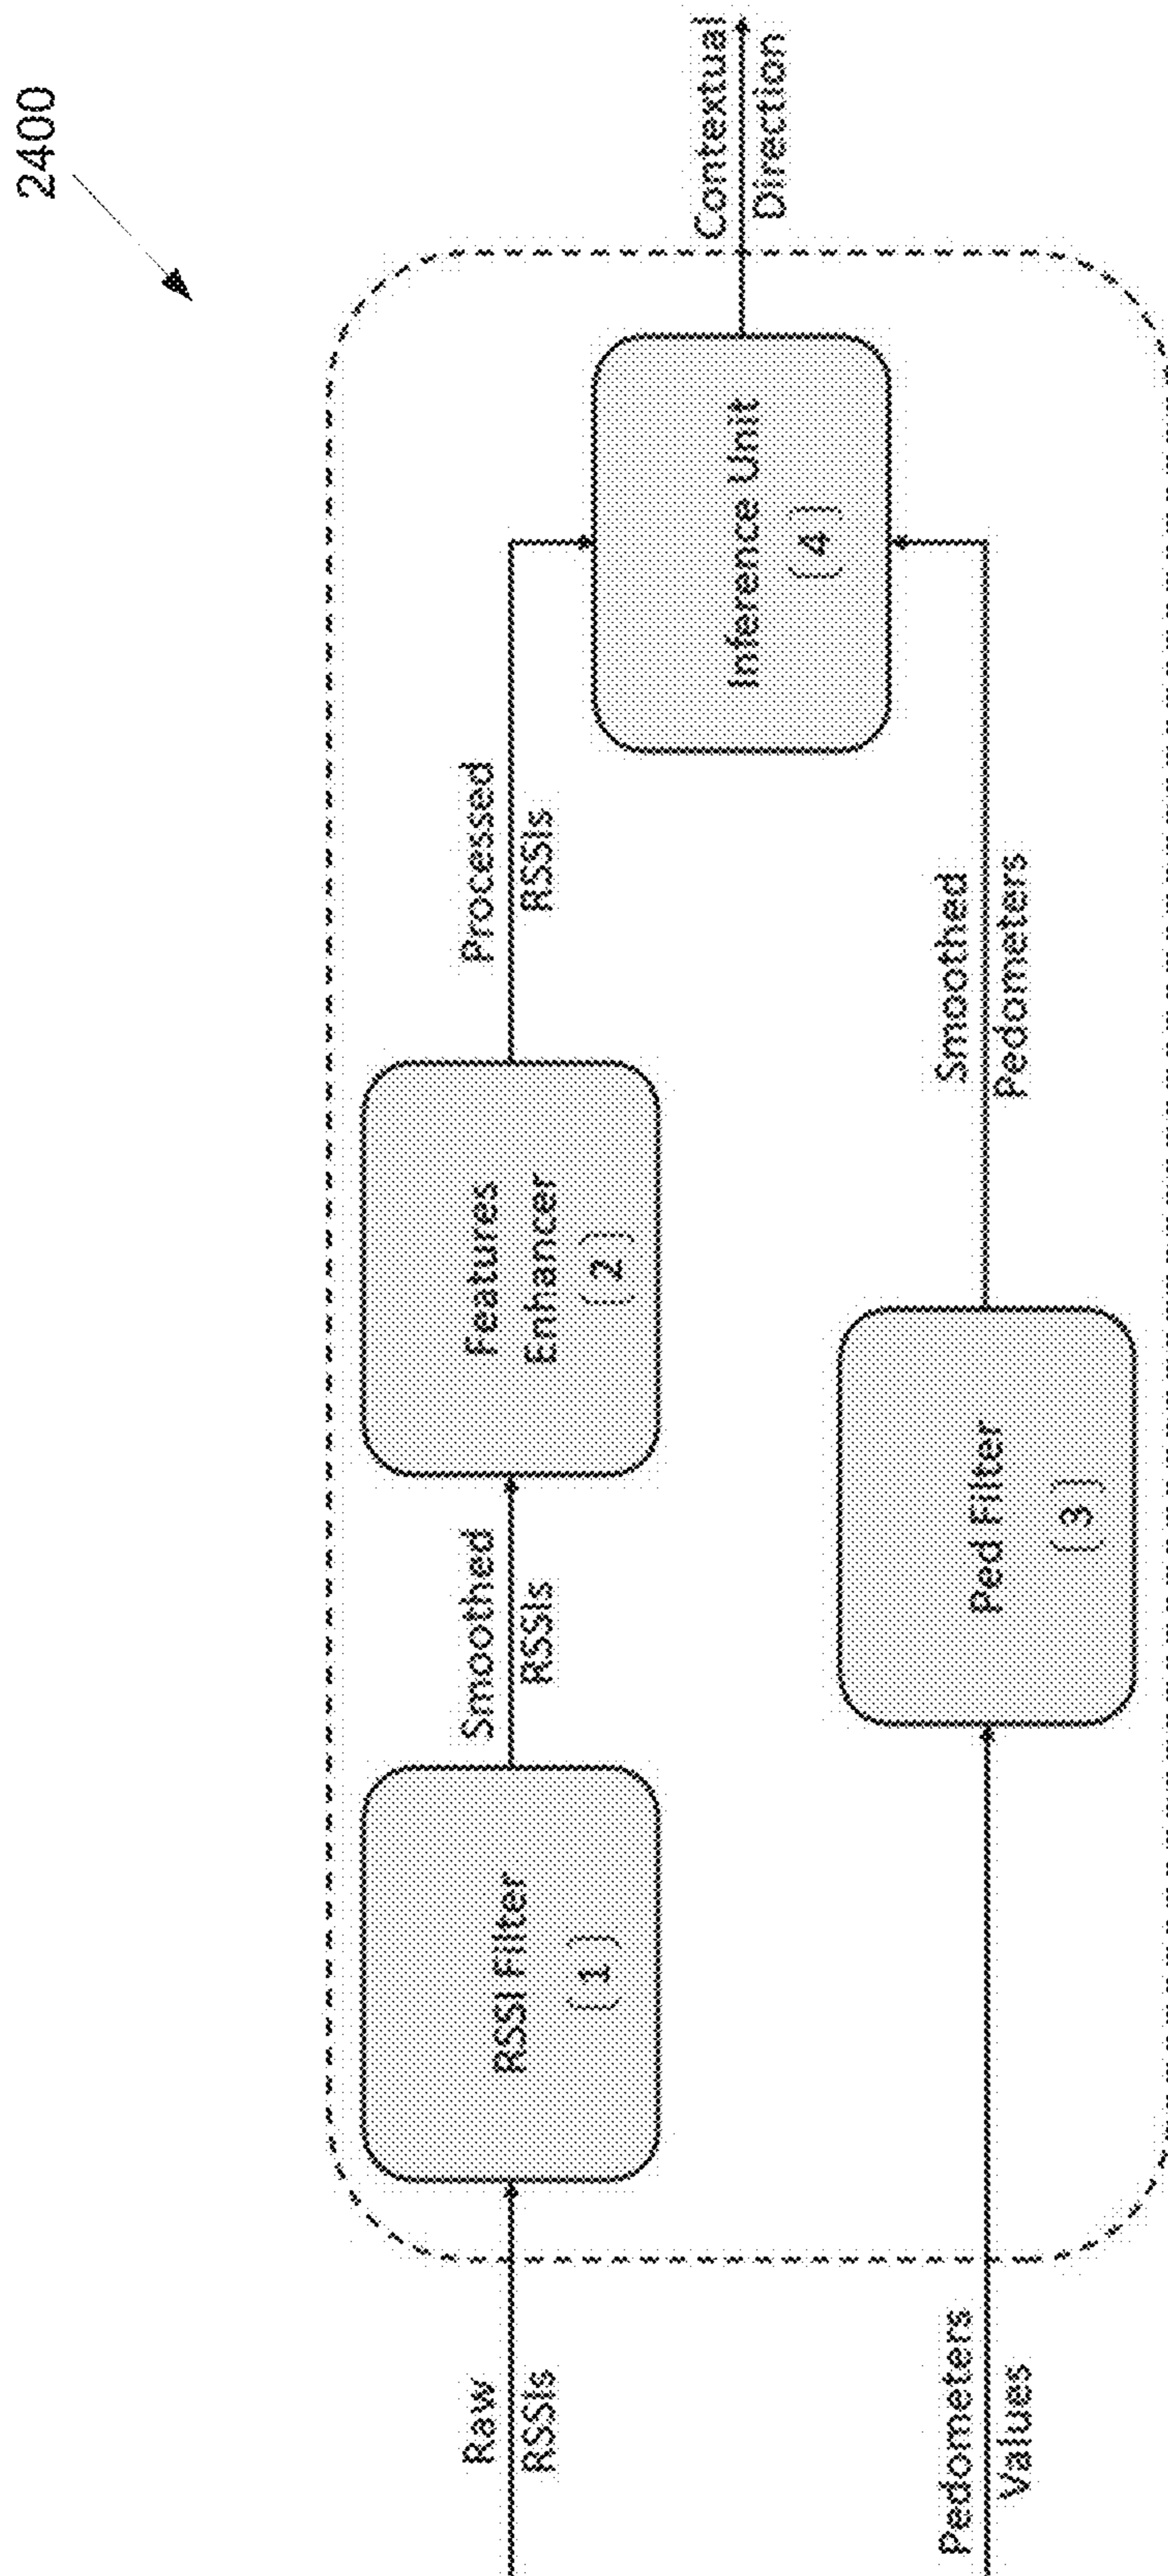 2400
Raw
RSSIs
RSSI Filter
(1)
Smoothed
RSSIs
Features
Enhancer
(2)
Processed
RSSIs
Pedometers
Values
Ped Filter
(3)
Smoothed
Pedometers
Inference Unit
(4)
Contextual
Direction